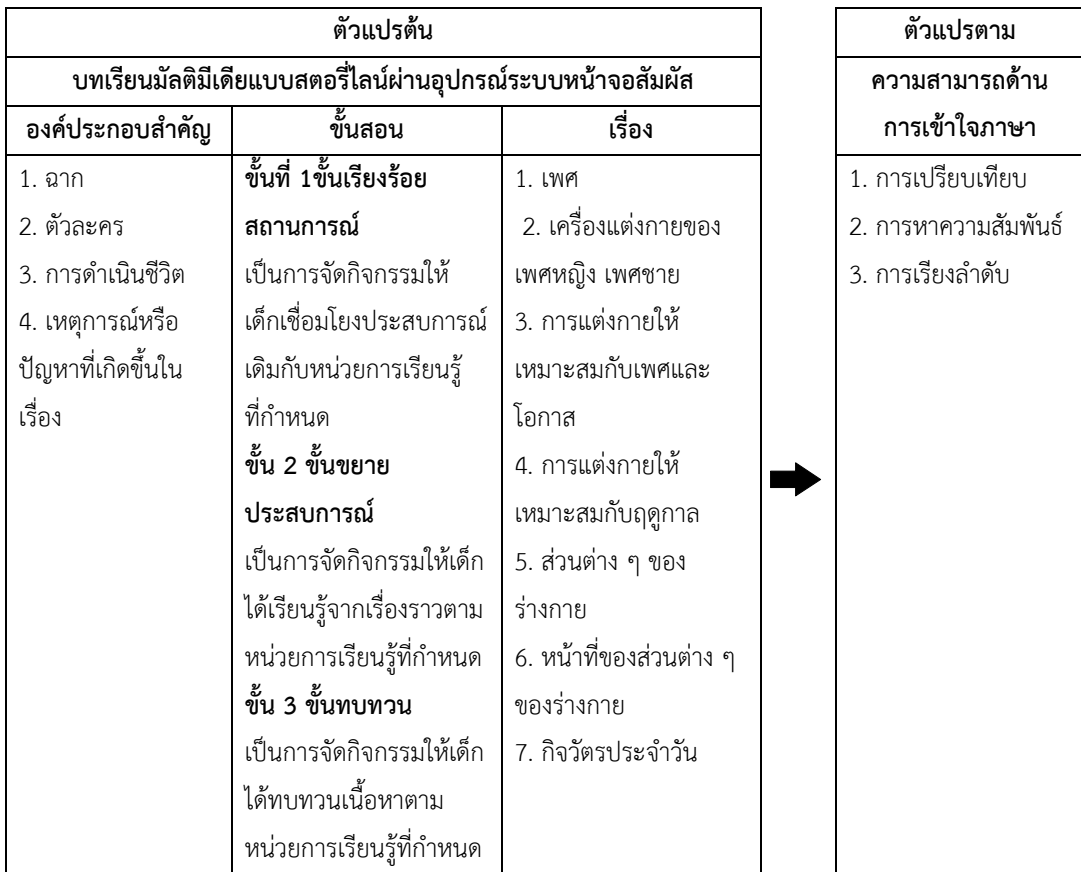 ตัวแปรต้น
บทเรียนมัลติมีเดียแบบสตอรี่ไลน์ผ่านอุปกรณ์ระบบหน้าจอสัมผัส
องค์ประกอบสำคัญ
1. ฉาก
2. ตัวละคร
3. การดำเนินชีวิต
4. เหตุการณ์หรือ
ปัญหาที่เกิดขึ้นใน
เรื่อง
ขั้นสอน
ขั้นที่ 1ขั้นเรียงร้อย
สถานการณ์
เป็นการจัดกิจกรรมให้
เด็กเชื่อมโยงประสบการณ์
เดิมกับหน่วยการเรียนรู้
ที่กำหนด
ขั้น 2 ขั้นขยาย
ประสบการณ์
เป็นการจัดกิจกรรมให้เด็ก
ได้เรียนรู้จากเรื่องราวตาม
หน่วยการเรียนรู้ที่กำหนด
ขั้น 3 ขั้นทบทวน
เป็นการจัดกิจกรรมให้เด็ก
ได้ทบทวนเนื้อหาตาม
หน่วยการเรียนรู้ที่กำหนด
เรื่อง
1. เพศ
2. เครื่องแต่งกายของ
เพศหญิง เพศชาย
3. การแต่งกายให้
เหมาะสมกับเพศและ
โอกาส
4. การแต่งกายให้
เหมาะสมกับฤดูกาล
5. ส่วนต่าง ๆ ของ
ร่างกาย
6. หน้าที่ของส่วนต่าง ๆ
ของร่างกาย
7. กิจวัตรประจำวัน
ตัวแปรตาม
ความสามารถด้าน
การเข้าใจภาษา
1. การเปรียบเทียบ
2. การหาความสัมพันธ์
3. การเรียงลำดับ